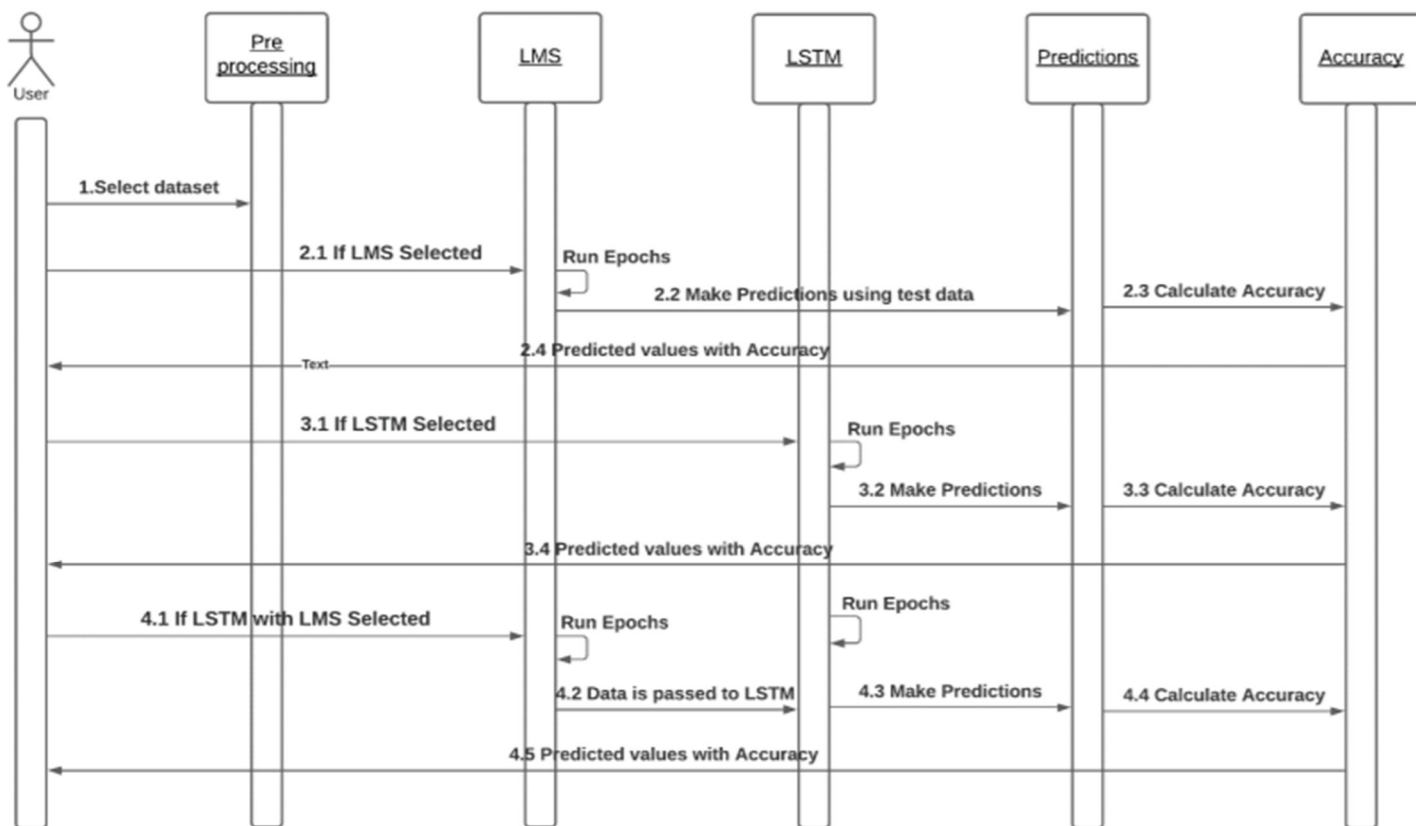 User
Pre
processing
LMS
LSTM
Predictions
Accuracy
1.Select dataset
2.1 If LMS Selected
Run Epochs
2.2 Make Predictions using test data
2.3 Calculate Accuracy
2.4 Predicted values with Accuracy
Text
3.1 If LSTM Selected
Run Epochs
3.2 Make Predictions
3.3 Calculate Accuracy
3.4 Predicted values with Accuracy
4.1 If LSTM with LMS Selected
Run Epochs
Run Epochs
4.2 Data is passed to LSTM
4.3 Make Predictions
4.4 Calculate Accuracy
4.5 Predicted values with Accuracy